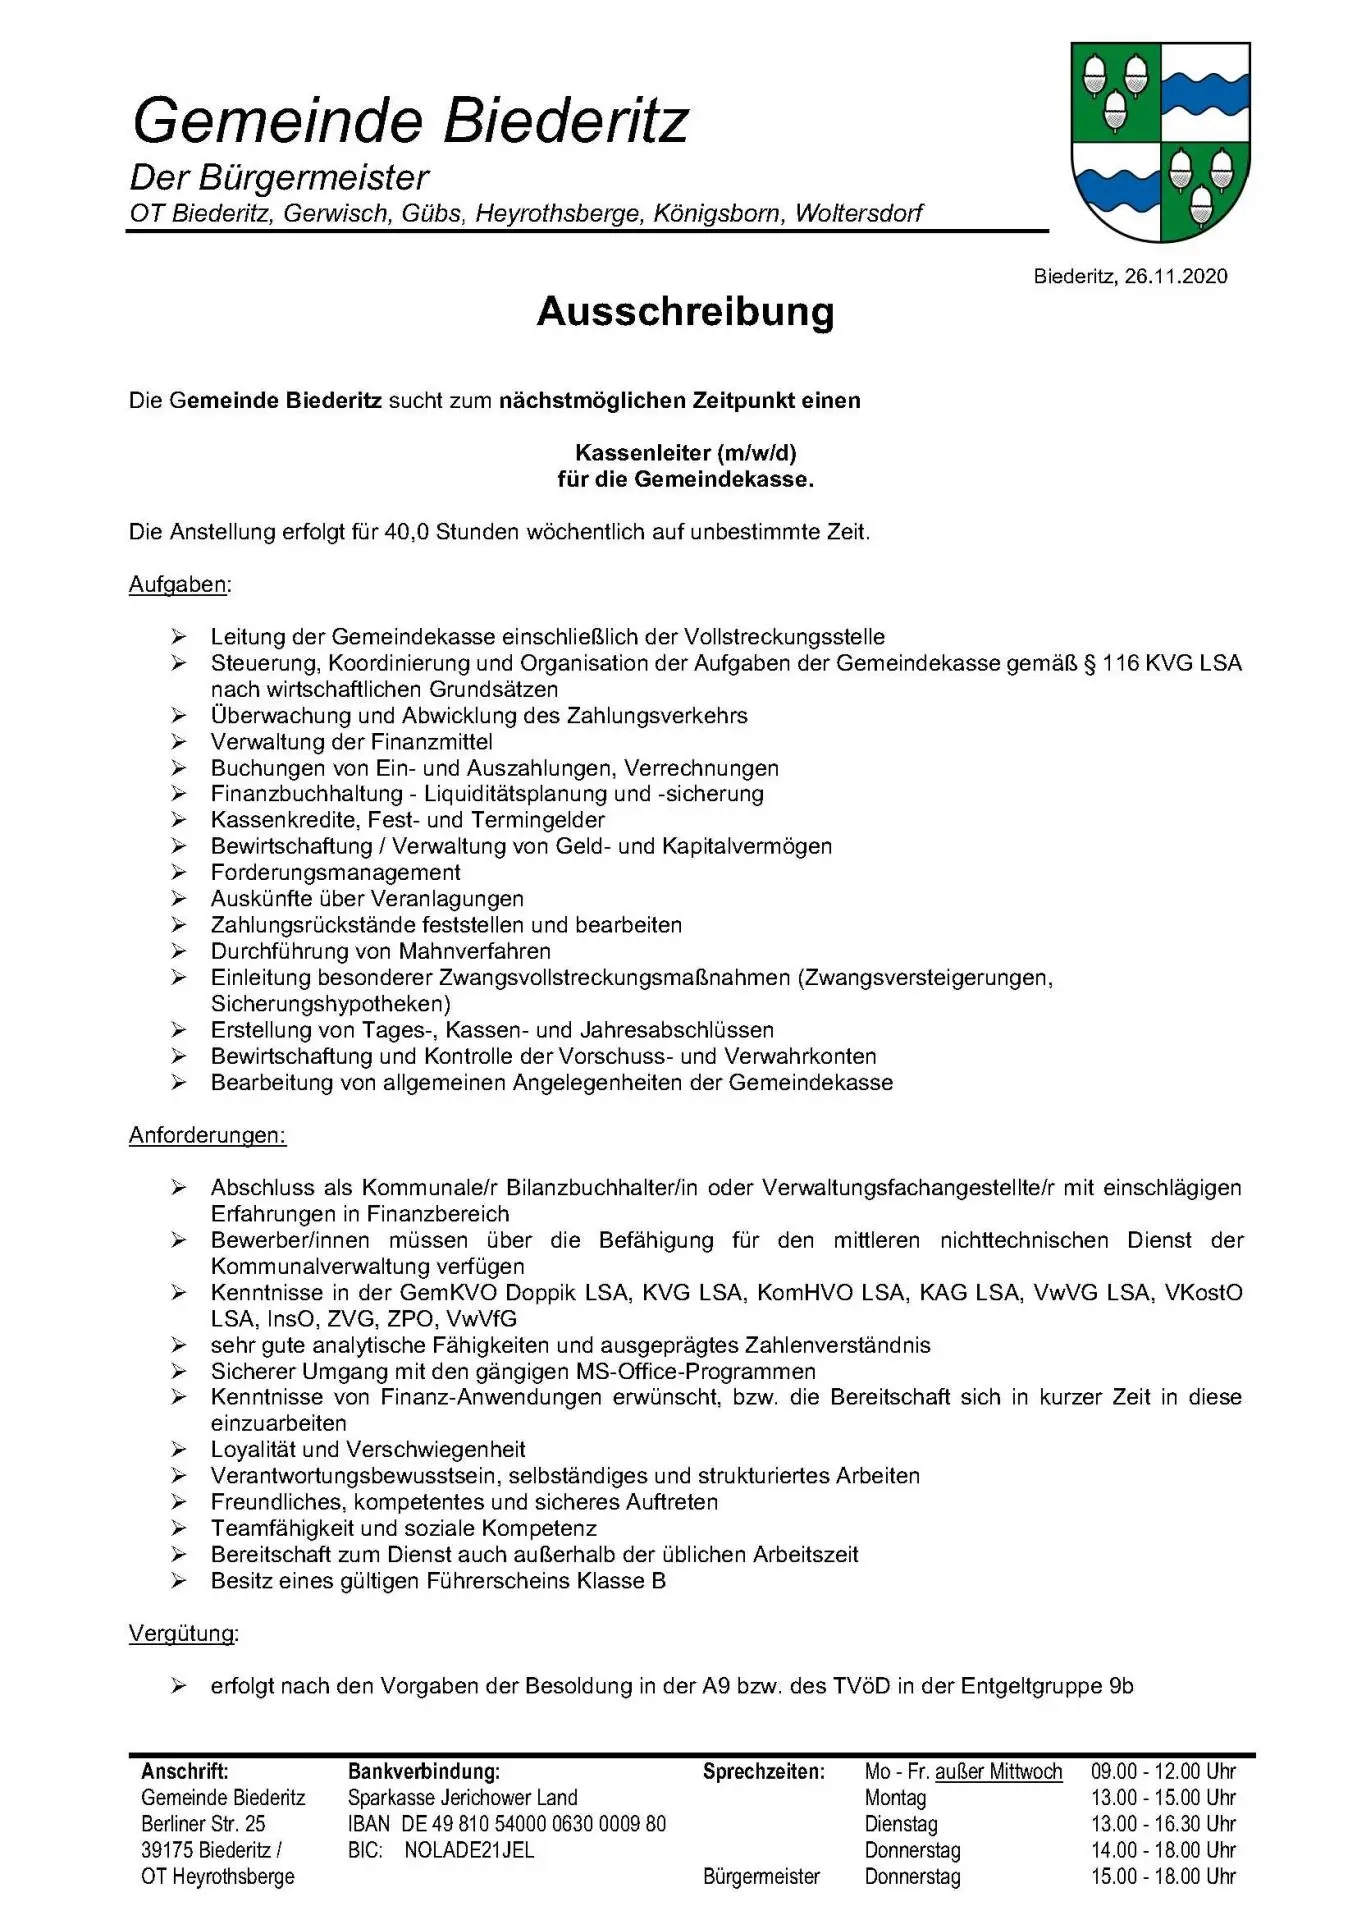 Gemeinde Biederitz
Der Bürgermeister
OT Biederitz, Gerwisch, Gübs, Heyrothsberge, Königsborn, Woltersdorf
Biederitz, 26.11.2020
Ausschreibung
Die Gemeinde Biederitz sucht zum nächstmöglichen Zeitpunkt einen
Kassenleiter (m/w/d)
für die Gemeindekasse.
Die Anstellung erfolgt für 40,0 Stunden wöchentlich auf unbestimmte Zeit.
Aufgaben:
➢ Leitung der Gemeindekasse einschließlich der Vollstreckungsstelle
➢ Steuerung, Koordinierung und Organisation der Aufgaben der Gemeindekasse gemäß § 116 KVG LSA
nach wirtschaftlichen Grundsätzen
➢ Überwachung und Abwicklung des Zahlungsverkehrs
➢ Verwaltung der Finanzmittel
➢ Buchungen von Ein- und Auszahlungen, Verrechnungen
➢ Finanzbuchhaltung - Liquiditätsplanung und -sicherung
➢ Kassenkredite, Fest- und Termingelder
➢ Bewirtschaftung / Verwaltung von Geld- und Kapitalvermögen
➢ Forderungsmanagement
➢ Auskünfte über Veranlagungen
➢ Zahlungsrückstände feststellen und bearbeiten
➢ Durchführung von Mahnverfahren
➢ Einleitung besonderer Zwangsvollstreckungsmaßnahmen (Zwangsversteigerungen,
Sicherungshypotheken)
➢ Erstellung von Tages-, Kassen- und Jahresabschlüssen
➢ Bewirtschaftung und Kontrolle der Vorschuss- und Verwahrkonten
➢ Bearbeitung von allgemeinen Angelegenheiten der Gemeindekasse
Anforderungen:
➢ Abschluss als Kommunale/r Bilanzbuchhalter/in oder Verwaltungsfachangestellte/r mit einschlägigen
Erfahrungen in Finanzbereich
➢ Bewerber/innen müssen über die Befähigung für den mittleren nichttechnischen Dienst der
Kommunalverwaltung verfügen
➢ Kenntnisse in der GemKVO Doppik LSA, KVG LSA, KomHVO LSA, KAG LSA, VwVG LSA, VKostO
LSA, InsO, ZVG, ZPO, VwVfG
➢ sehr gute analytische Fähigkeiten und ausgeprägtes Zahlenverständnis
➢ Sicherer Umgang mit den gängigen MS-Office-Programmen
➢ Kenntnisse von Finanz-Anwendungen erwünscht, bzw. die Bereitschaft sich in kurzer Zeit in diese
einzuarbeiten
➢ Loyalität und Verschwiegenheit
➢ Verantwortungsbewusstsein, selbständiges und strukturiertes Arbeiten
➢ Freundliches, kompetentes und sicheres Auftreten
➢ Teamfähigkeit und soziale Kompetenz
➢ Bereitschaft zum Dienst auch außerhalb der üblichen Arbeitszeit
➢ Besitz eines gültigen Führerscheins Klasse B
Vergütung:
➢ erfolgt nach den Vorgaben der Besoldung in der A9 bzw. des TVöD in der Entgeltgruppe 9b
Anschrift: Bankverbindung: Sprechzeiten: Mo - Fr. außer Mittwoch 09.00 - 12.00 Uhr
Gemeinde Biederitz Sparkasse Jerichower Land Montag 13.00 - 15.00 Uhr
Berliner Str. 25 IBAN DE 49 810 54000 0630 0009 80 Dienstag 13.00 - 16.30 Uhr
39175 Biederitz / BIC: NOLADE21JEL Donnerstag 14.00 - 18.00 Uhr
OT Heyrothsberge Bürgermeister Donnerstag 15.00 - 18.00 Uhr